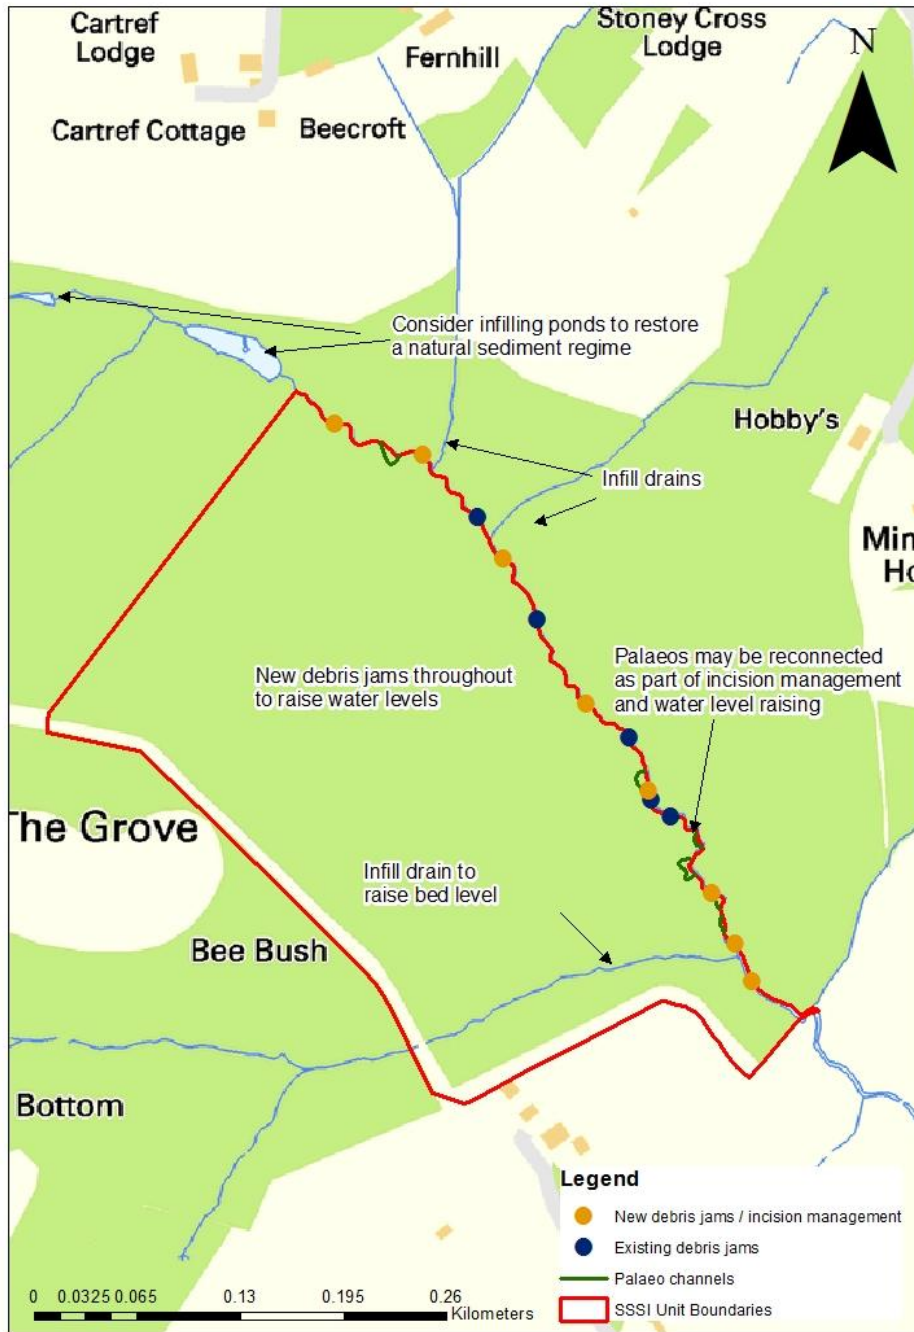 Cartref
Lodge
Stoney Cross
Lodge
Fernhill
N
Cartref Cottage
Beecroft
Consider infilling ponds to restore
a natural sediment regime
Hobby's
Infill drains
Min
Ho
New debris jams throughout
to raise water levels
Palaeos may be reconnected
as part of incision management
and water level raising
The Grove
Infill drain to
raise bed level
Bee Bush
Bottom
Legend
New debris jams / incision management
Existing debris jams
Palaeo channels
SSSI Unit Boundaries
0 0.0325 0.065 0.13 0.195 0.26
Kilometers